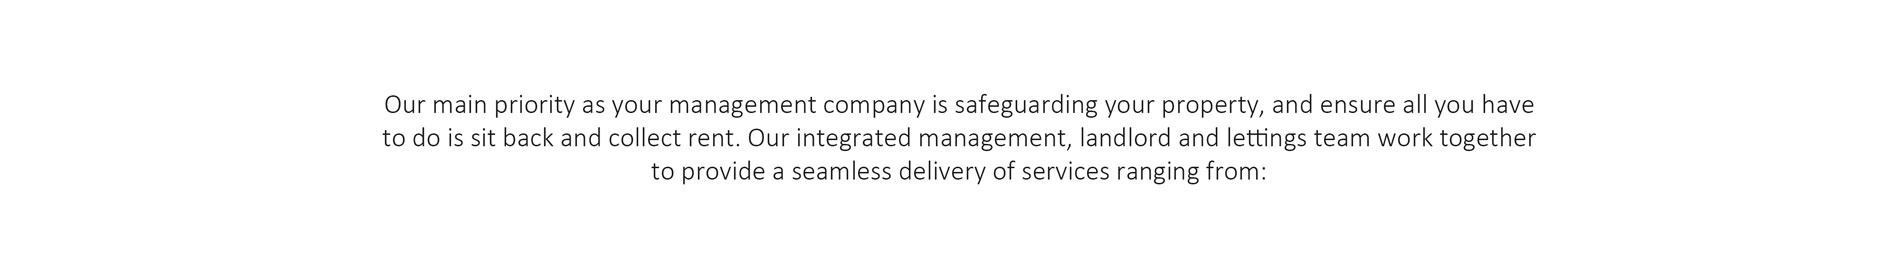 Our main priority as your management company is safeguarding your property, and ensure all you have
to do is sit back and collect rent. Our integrated management, landlord and lettings team work together
to provide a seamless delivery of services ranging from: